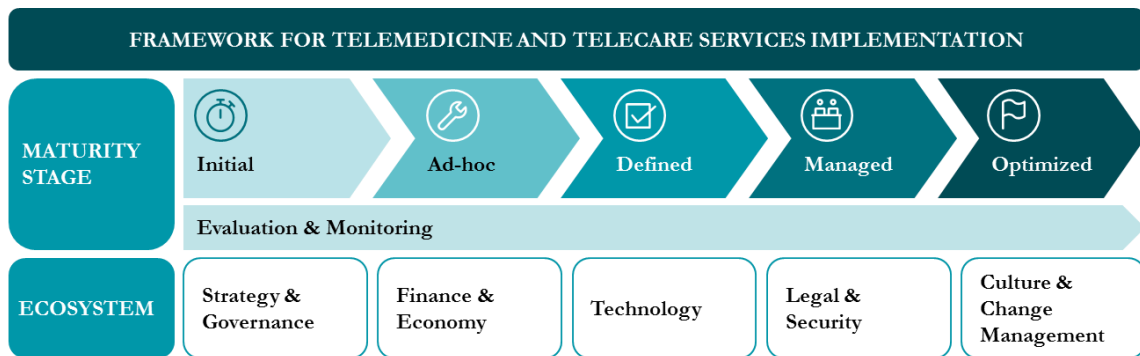 FRAMEWORK FOR TELEMEDICINE AND TELECARE SERVICES IMPLEMENTATION
MATURITY
STAGE
Initial
Ad-hoc
Defined
Managed
Optimized
Evaluation & Monitoring
ECOSYSTEM
Strategy &
Governance
Finance &
Economy
Technology
Legal &
Security
Culture &
Change
Management